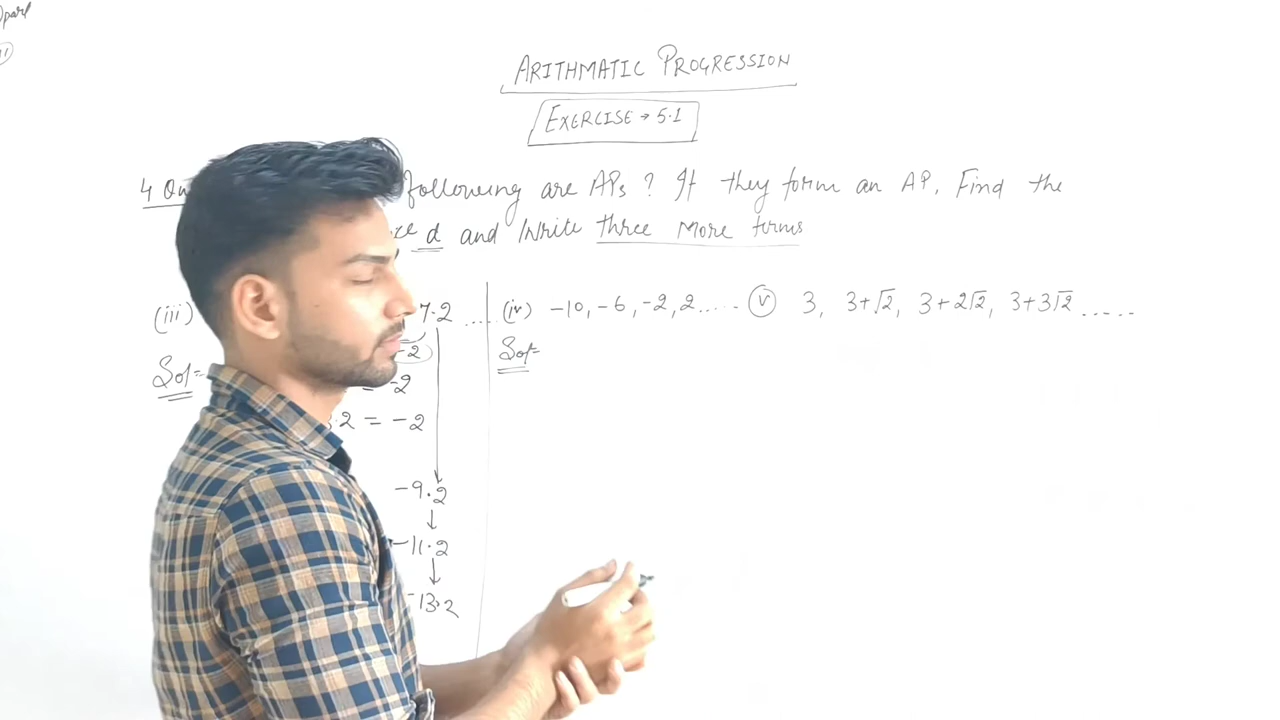 ARITHMATIC PROGRESSION
EXERCISE → 5.1
following are APs ? If they form an AP, Find the
d and Write three More terms
(iii) -7.2 ..... (iv) -10, -6, -2, 2..... (v) 3, 3+√2, 3+2√2, 3+3√2 .....
Sol= -2 Sol=
= -2
.2 = -2
-9.2
↓
-11.2
↓
-13.2